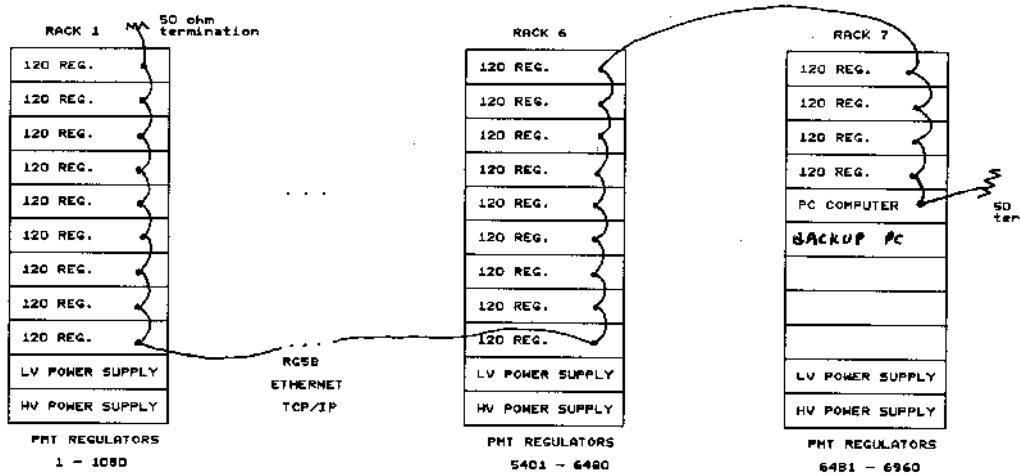 50 ohm
termination
RACK 1
120 REG.
120 REG.
120 REG.
120 REG.
120 REG.
120 REG.
120 REG.
120 REG.
120 REG.
LV POWER SUPPLY
HV POWER SUPPLY
PMT REGULATORS
1 - 1080
. . .
. . . .
RG58
ETHERNET
TCP/IP
RACK 6
120 REG.
120 REG.
120 REG.
120 REG.
120 REG.
120 REG.
120 REG.
120 REG.
120 REG.
LV POWER SUPPLY
HV POWER SUPPLY
PMT REGULATORS
5401 - 6480
RACK 7
120 REG.
120 REG.
120 REG.
120 REG.
PC COMPUTER
BACKUP PC
50
ter
LV POWER SUPPLY
HV POWER SUPPLY
PMT REGULATORS
6481 - 6960